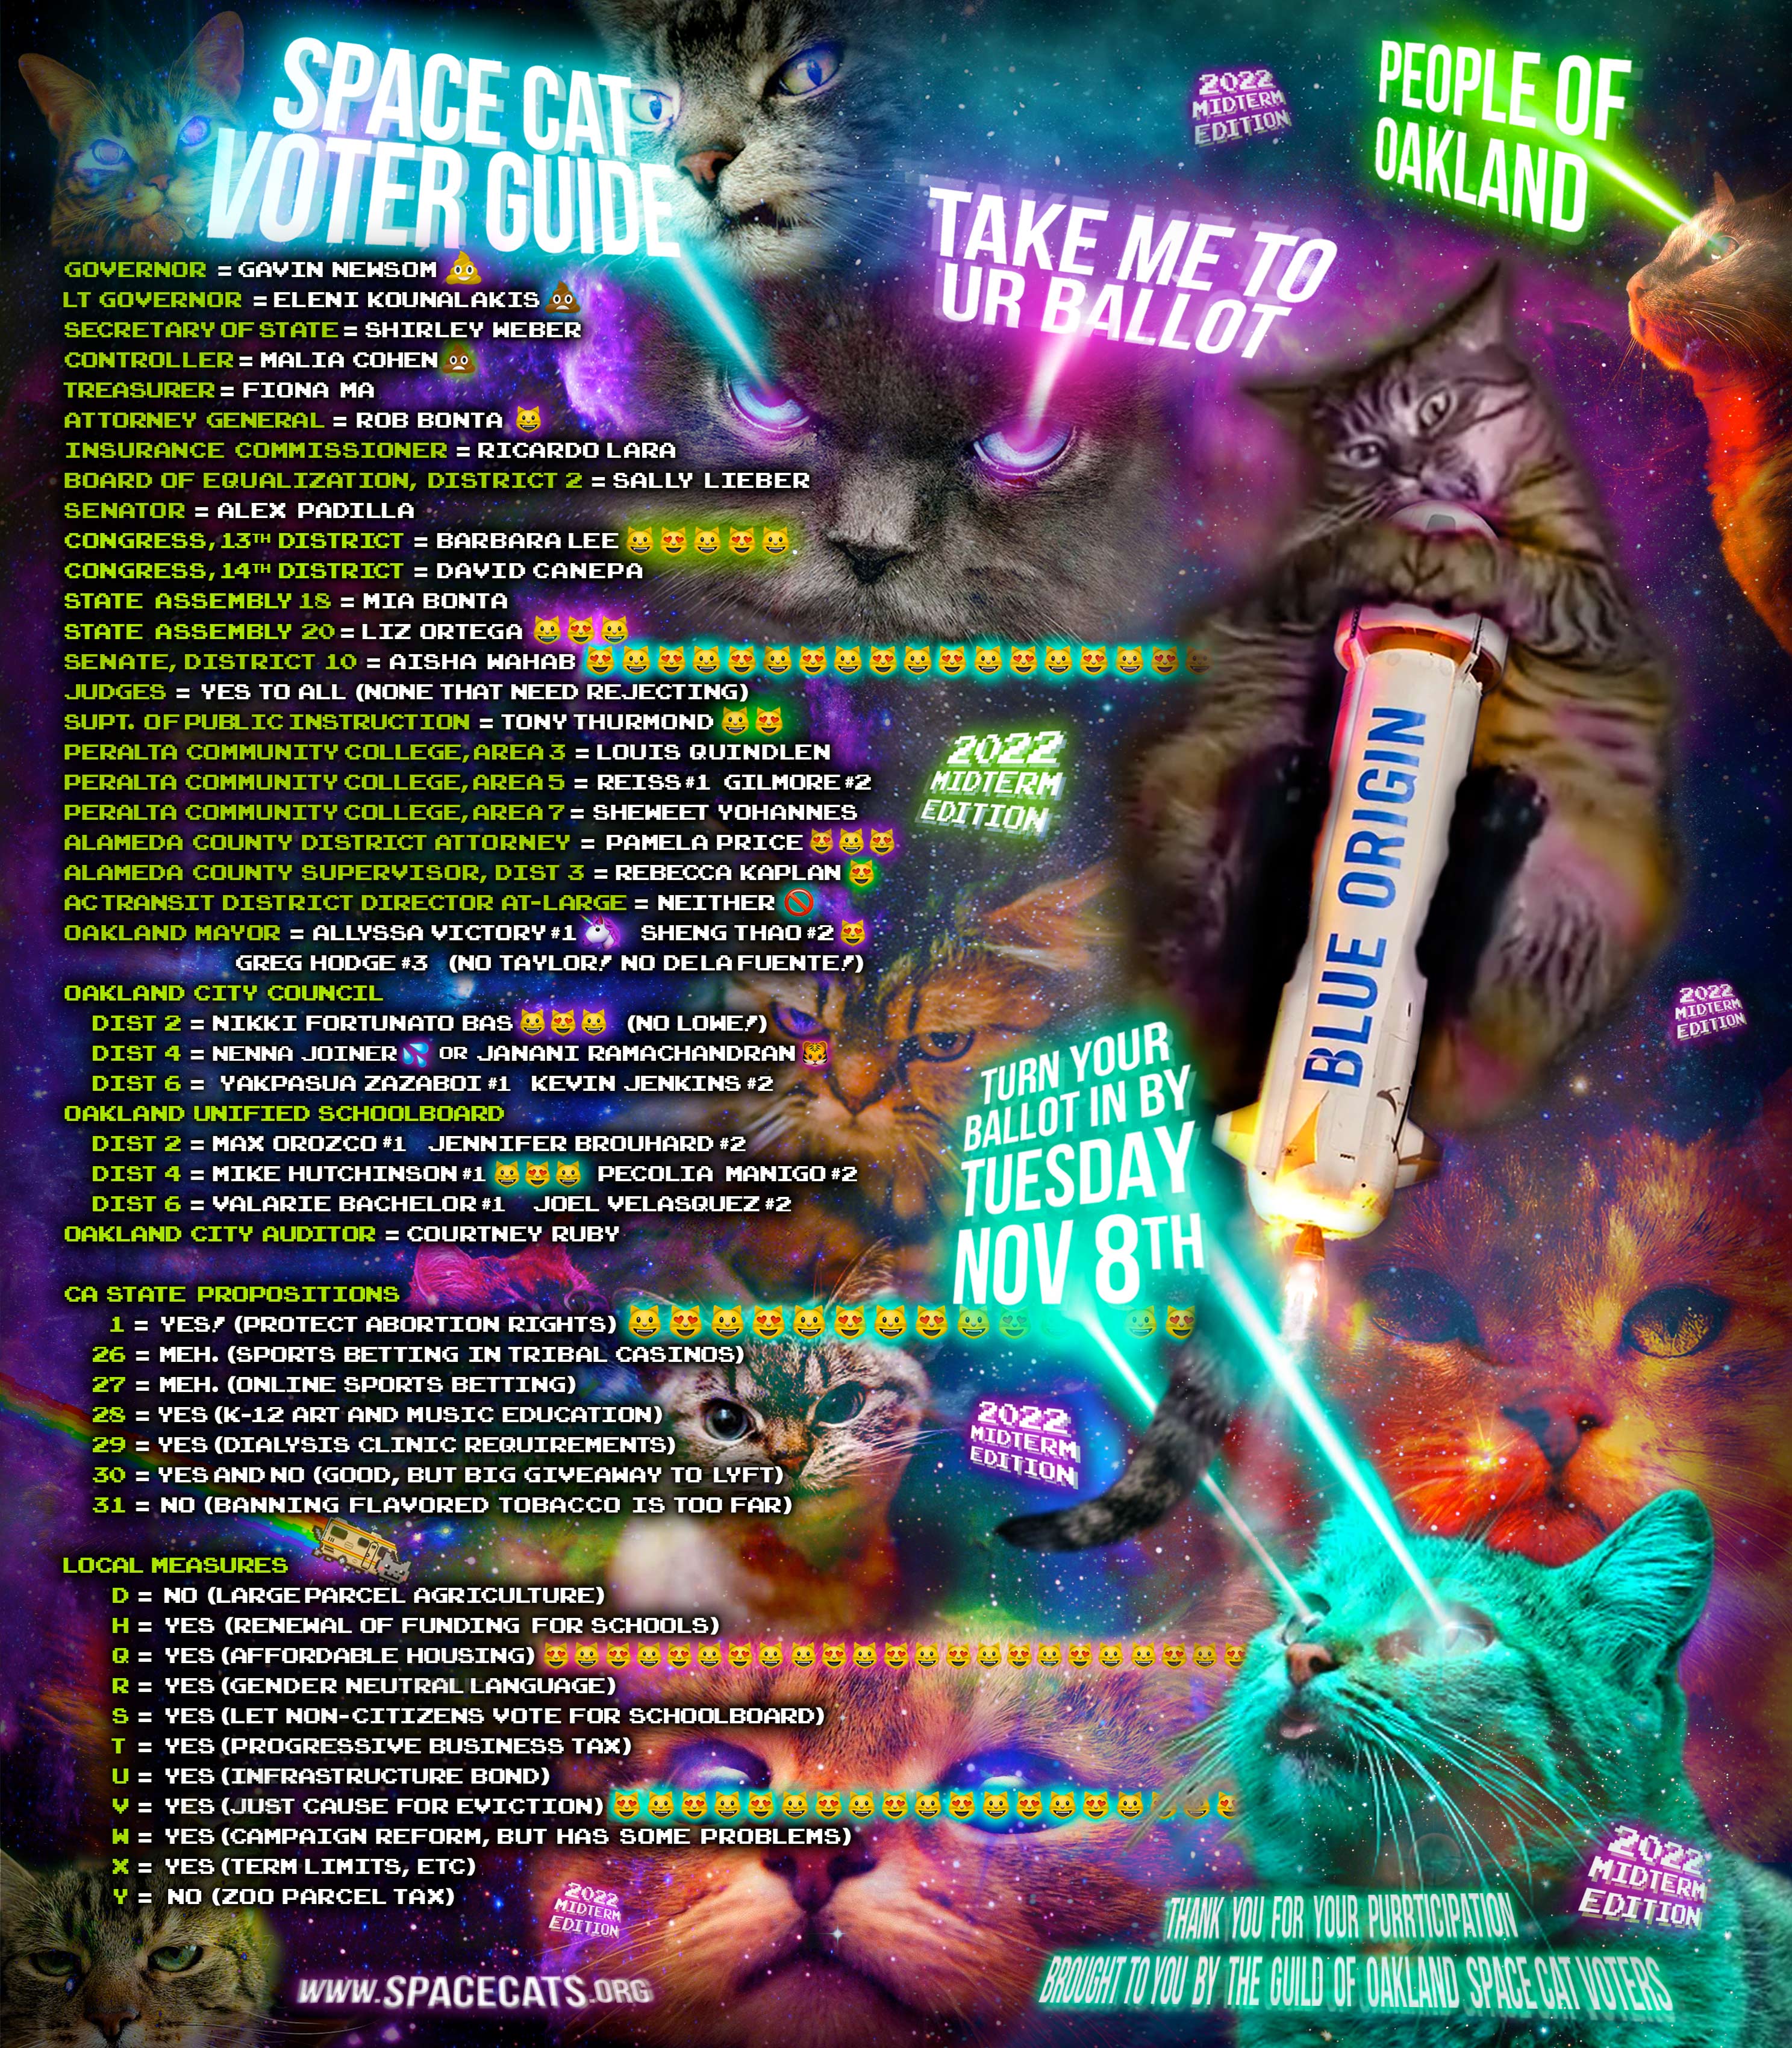 SPACE CAT
VOTER GUIDE
2022
MIDTERM
EDITION
PEOPLE OF
OAKLAND
TAKE ME TO
UR BALLOT
GOVERNOR = GAVIN NEWSOM 💩
LT GOVERNOR = ELENI KOUNALAKIS 💩
SECRETARY OF STATE = SHIRLEY WEBER
CONTROLLER = MALIA COHEN 💩
TREASURER = FIONA MA
ATTORNEY GENERAL = ROB BONTA 😺
INSURANCE COMMISSIONER = RICARDO LARA
BOARD OF EQUALIZATION, DISTRICT 2 = SALLY LIEBER
SENATOR = ALEX PADILLA
CONGRESS, 13TH DISTRICT = BARBARA LEE 😺😻😺😻😺
CONGRESS, 14TH DISTRICT = DAVID CANEPA
STATE ASSEMBLY 18 = MIA BONTA
STATE ASSEMBLY 20 = LIZ ORTEGA 😺😻😺
SENATE, DISTRICT 10 = AISHA WAHAB 😻😺😻😺😻😺😻😺😻😺😻😺😻😺😻😺😻😺
JUDGES = YES TO ALL (NONE THAT NEED REJECTING)
SUPT. OF PUBLIC INSTRUCTION = TONY THURMOND 😺😻
PERALTA COMMUNITY COLLEGE, AREA 3 = LOUIS QUINDLEN
PERALTA COMMUNITY COLLEGE, AREA 5 = REISS #1 GILMORE #2
PERALTA COMMUNITY COLLEGE, AREA 7 = SHEWEET YOHANNES
ALAMEDA COUNTY DISTRICT ATTORNEY = PAMELA PRICE 😻😺😻
ALAMEDA COUNTY SUPERVISOR, DIST 3 = REBECCA KAPLAN 😻
AC TRANSIT DISTRICT DIRECTOR AT-LARGE = NEITHER 🚫
OAKLAND MAYOR = ALLYSSA VICTORY #1 🦄 SHENG THAO #2 😻
GREG HODGE #3 (NO TAYLOR! NO DE LA FUENTE!)
OAKLAND CITY COUNCIL
DIST 2 = NIKKI FORTUNATO BAS 😺😻😺 (NO LOWE!)
DIST 4 = NENNA JOINER 💦 OR JANANI RAMACHANDRAN 🐯
DIST 6 = YAKPASUA ZAZABOI #1 KEVIN JENKINS #2
OAKLAND UNIFIED SCHOOLBOARD
DIST 2 = MAX OROZCO #1 JENNIFER BROUHARD #2
DIST 4 = MIKE HUTCHINSON #1 😺😻😺 PECOLIA MANIGO #2
DIST 6 = VALARIE BACHELOR #1 JOEL VELASQUEZ #2
OAKLAND CITY AUDITOR = COURTNEY RUBY
2022
MIDTERM
EDITION
BLUE ORIGIN
2022
MIDTERM
EDITION
TURN YOUR
BALLOT IN BY
TUESDAY
NOV 8TH
CA STATE PROPOSITIONS
1 = YES! (PROTECT ABORTION RIGHTS) 😺😻😺😻😺😻😺😻😺😻😺😻
26 = MEH. (SPORTS BETTING IN TRIBAL CASINOS)
27 = MEH. (ONLINE SPORTS BETTING)
28 = YES (K-12 ART AND MUSIC EDUCATION)
29 = YES (DIALYSIS CLINIC REQUIREMENTS)
30 = YES AND NO (GOOD, BUT BIG GIVEAWAY TO LYFT)
31 = NO (BANNING FLAVORED TOBACCO IS TOO FAR)
2022
MIDTERM
EDITION
LOCAL MEASURES
D = NO (LARGE PARCEL AGRICULTURE)
H = YES (RENEWAL OF FUNDING FOR SCHOOLS)
Q = YES (AFFORDABLE HOUSING) 😻😺😻😺😻😺😻😺😻😺😻😺😻😺😻😺😻😺😻😺😻😺😻
R = YES (GENDER NEUTRAL LANGUAGE)
S = YES (LET NON-CITIZENS VOTE FOR SCHOOLBOARD)
T = YES (PROGRESSIVE BUSINESS TAX)
U = YES (INFRASTRUCTURE BOND)
V = YES (JUST CAUSE FOR EVICTION) 😻😺😻😺😻😺😻😺😻😺😻😺😻😺😻😺😻😺😻
W = YES (CAMPAIGN REFORM, BUT HAS SOME PROBLEMS)
X = YES (TERM LIMITS, ETC)
Y = NO (ZOO PARCEL TAX)
2022
MIDTERM
EDITION
2022
MIDTERM
EDITION
WWW.SPACECATS.ORG
THANK YOU FOR YOUR PURRTICIPATION
BROUGHT TO YOU BY THE GUILD OF OAKLAND SPACE CAT VOTERS